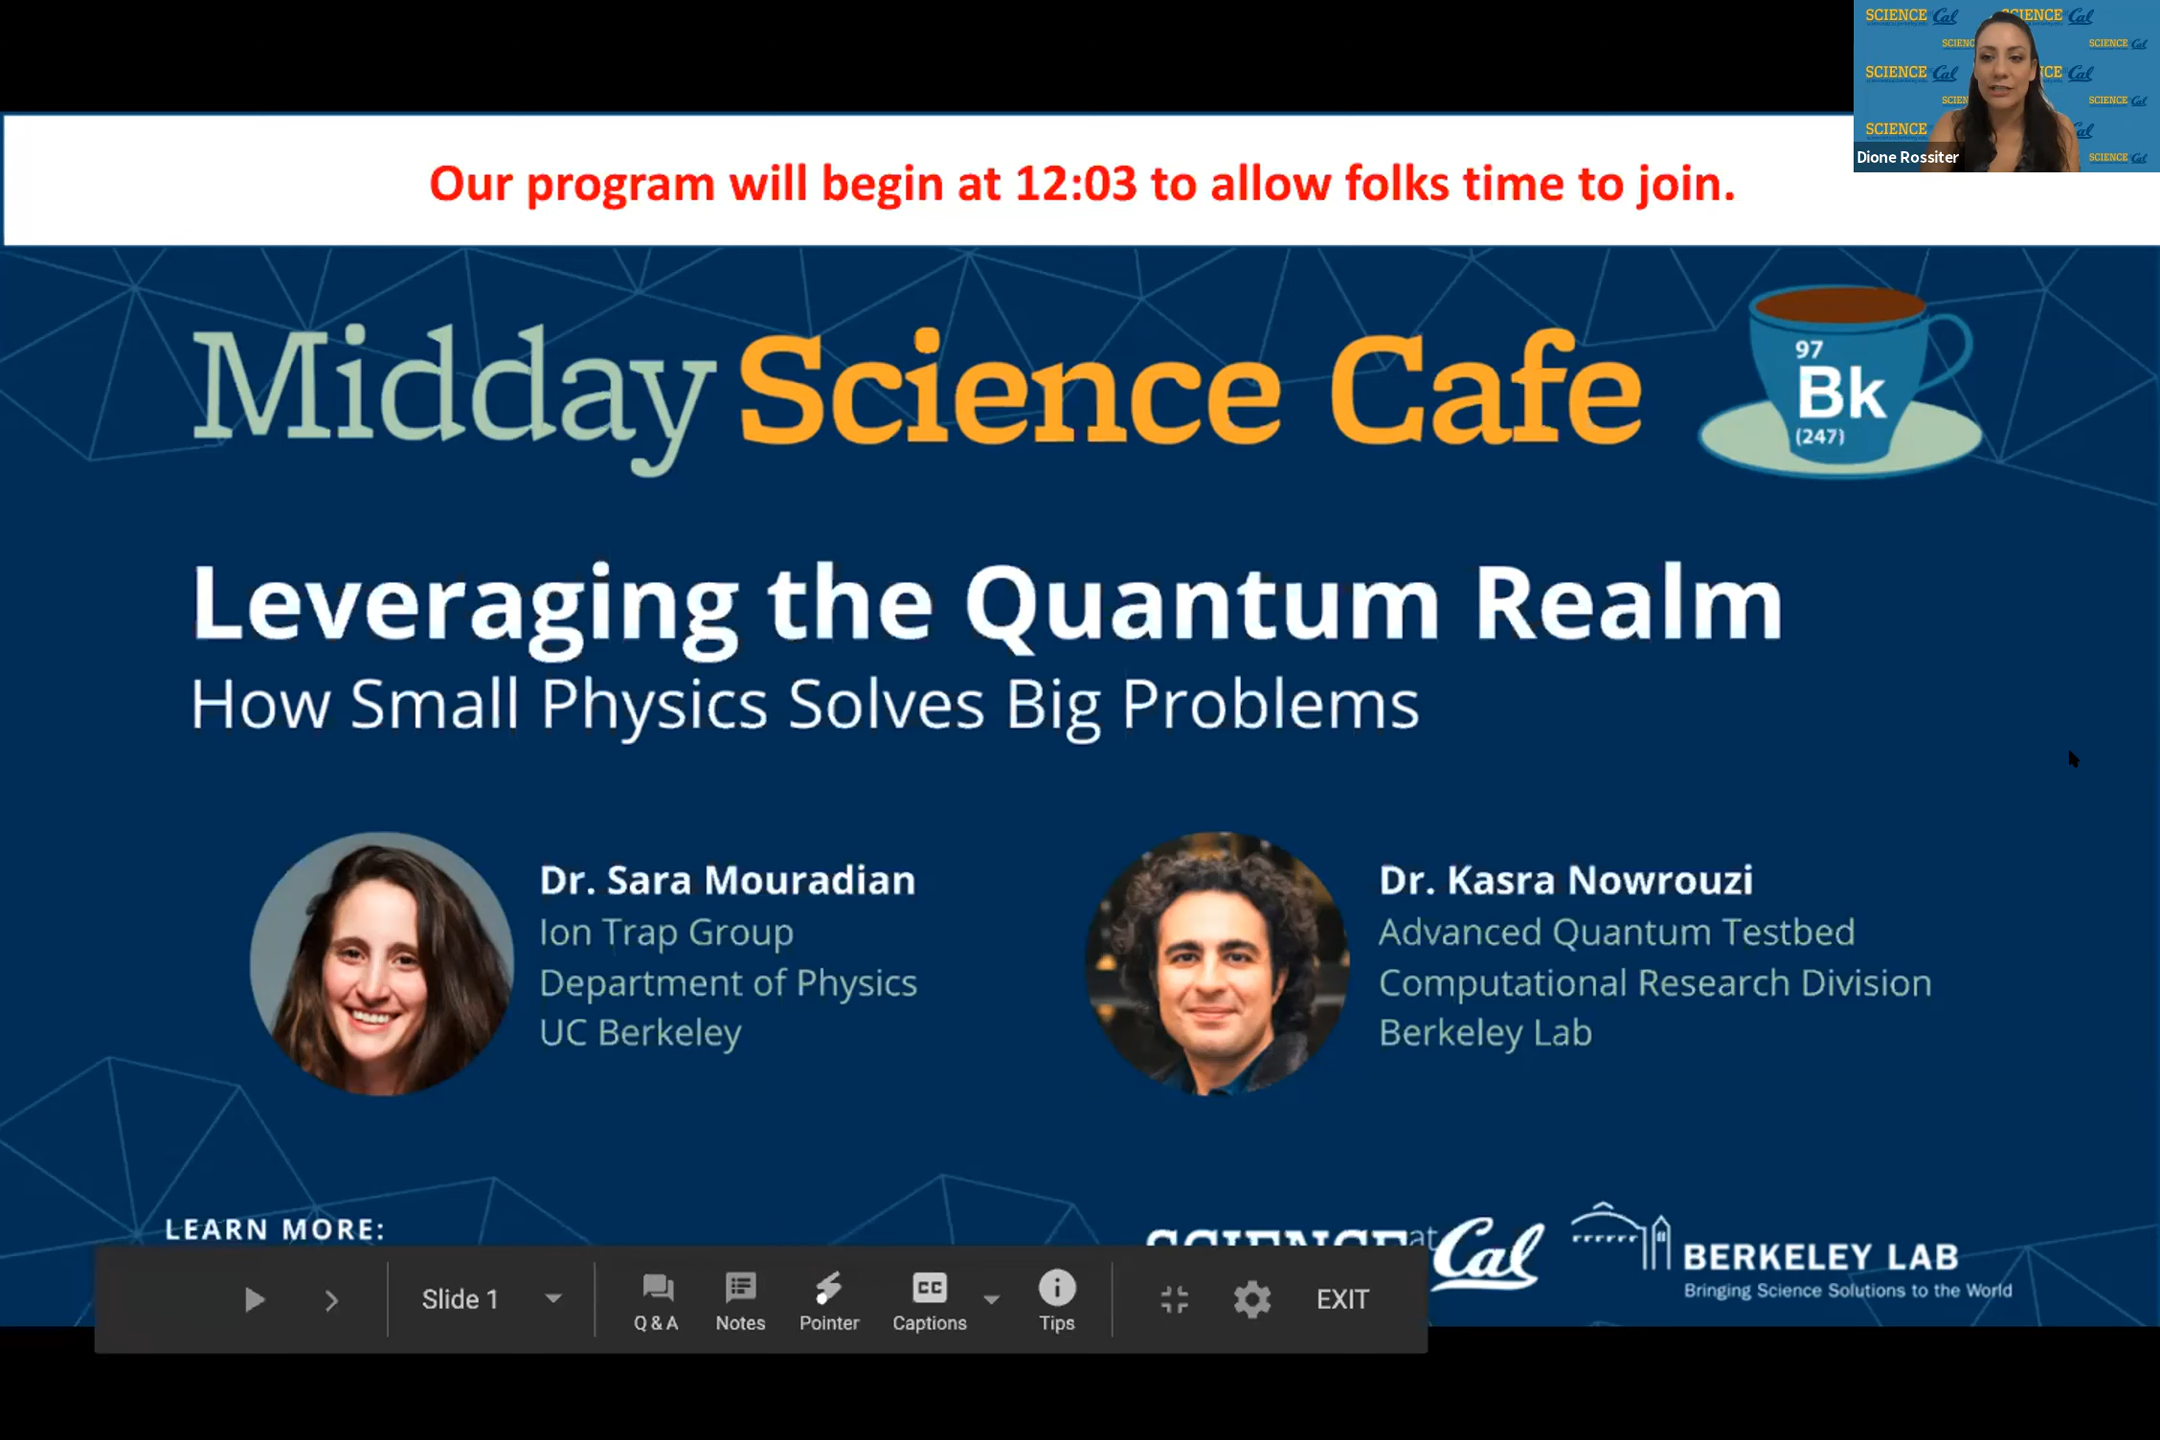 Our program will begin at 12:03 to allow folks time to join.
SCIENCE Cal
Dione Rossiter
Midday Science Cafe
97
Bk
(247)
Leveraging the Quantum Realm
How Small Physics Solves Big Problems
Dr. Sara Mouradian
Ion Trap Group
Department of Physics
UC Berkeley
Dr. Kasra Nowrouzi
Advanced Quantum Testbed
Computational Research Division
Berkeley Lab
LEARN MORE:
SCIENCE at Cal
BERKELEY LAB
Bringing Science Solutions to the World
Slide 1
Q & A
Notes
Pointer
CC
Captions
Tips
EXIT